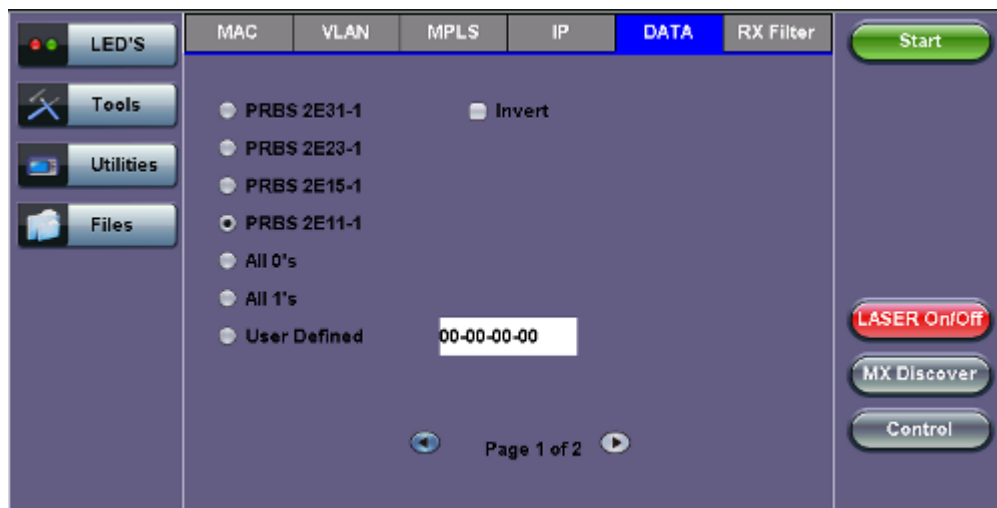 LED'S
Tools
Utilities
Files
MAC VLAN MPLS IP DATA RX Filter
PRBS 2E31-1 Invert
PRBS 2E23-1
PRBS 2E15-1
PRBS 2E11-1
All 0's
All 1's
User Defined 00-00-00-00
Page 1 of 2
Start
LASER On/Off
MX Discover
Control